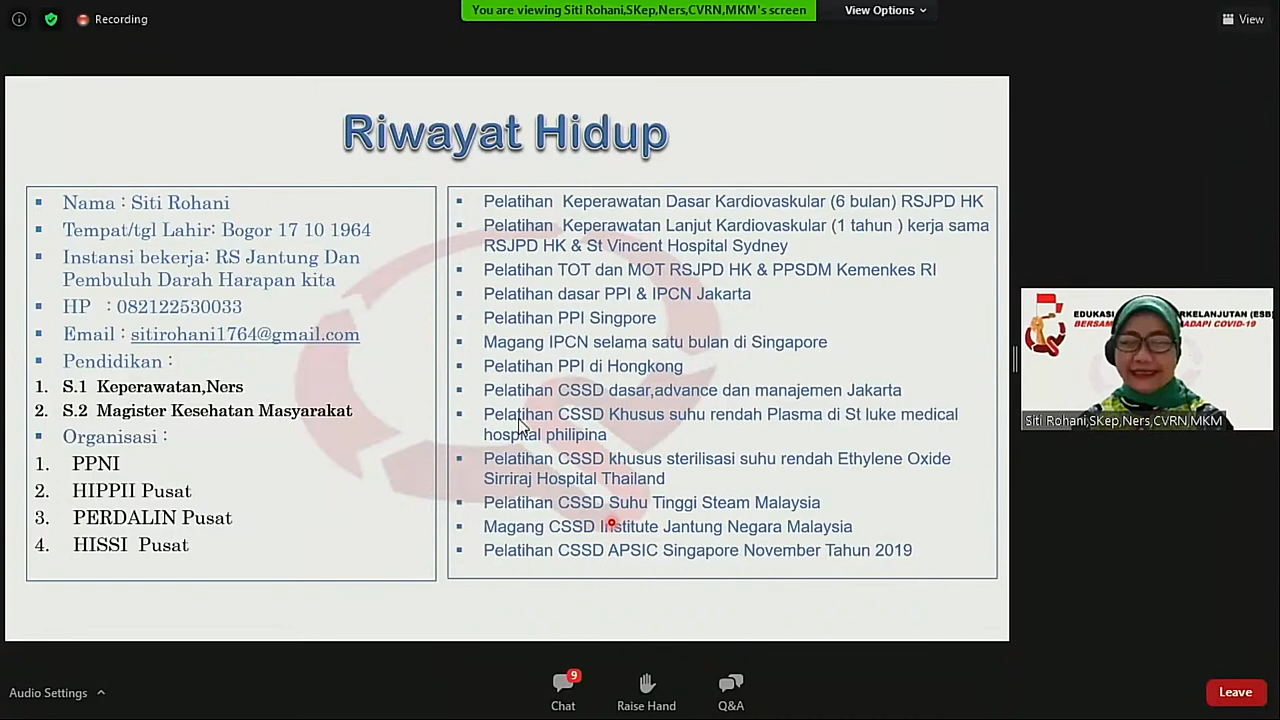 Recording
You are viewing Siti Rohani,SKep,Ners,CVRN,MKM's screen
View Options
View
Riwayat Hidup
Nama : Siti Rohani
Tempat/tgl Lahir: Bogor 17 10 1964
Instansi bekerja: RS Jantung Dan
Pembuluh Darah Harapan kita
HP : 082122530033
Email : sitirohani1764@gmail.com
Pendidikan :
1. S.1 Keperawatan,Ners
2. S.2 Magister Kesehatan Masyarakat
Organisasi :
1. PPNI
2. HIPPII Pusat
3. PERDALIN Pusat
4. HISSI Pusat
Pelatihan Keperawatan Dasar Kardiovaskular (6 bulan) RSJPD HK
Pelatihan Keperawatan Lanjut Kardiovaskular (1 tahun ) kerja sama
RSJPD HK & St Vincent Hospital Sydney
Pelatihan TOT dan MOT RSJPD HK & PPSDM Kemenkes RI
Pelatihan dasar PPI & IPCN Jakarta
Pelatihan PPI Singpore
Magang IPCN selama satu bulan di Singapore
Pelatihan PPI di Hongkong
Pelatihan CSSD dasar,advance dan manajemen Jakarta
Pelatihan CSSD Khusus suhu rendah Plasma di St luke medical
hospital philipina
Pelatihan CSSD khusus sterilisasi suhu rendah Ethylene Oxide
Sirriraj Hospital Thailand
Pelatihan CSSD Suhu Tinggi Steam Malaysia
Magang CSSD Institute Jantung Negara Malaysia
Pelatihan CSSD APSIC Singapore November Tahun 2019
EDUKASI RKELANJUTAN (ESB)
BERSAM ADAPI COVID-19
Siti Rohani,SKep,Ners,CVRN,MKM
Audio Settings
9
Chat
Raise Hand
Q&A
Leave